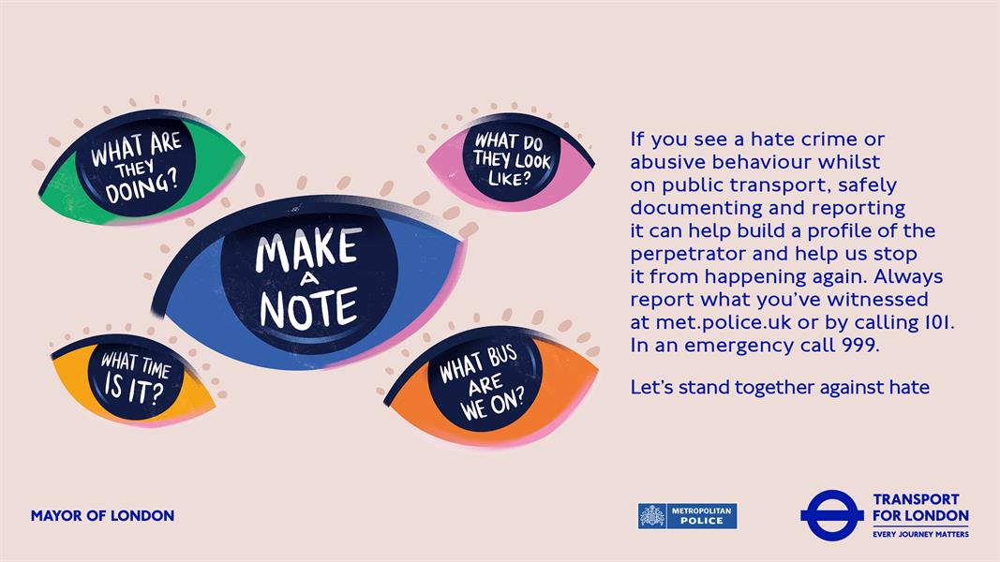 WHAT ARE
THEY
DOING?
WHAT DO
THEY LOOK
LIKE?
MAKE
A
NOTE
WHAT TIME
IS IT?
WHAT BUS
ARE
WE ON?
If you see a hate crime or
abusive behaviour whilst
on public transport, safely
documenting and reporting
it can help build a profile of the
perpetrator and help us stop
it from happening again. Always
report what you’ve witnessed
at met.police.uk or by calling 101.
In an emergency call 999.
Let’s stand together against hate
MAYOR OF LONDON
METROPOLITAN
POLICE
TRANSPORT
FOR LONDON
EVERY JOURNEY MATTERS